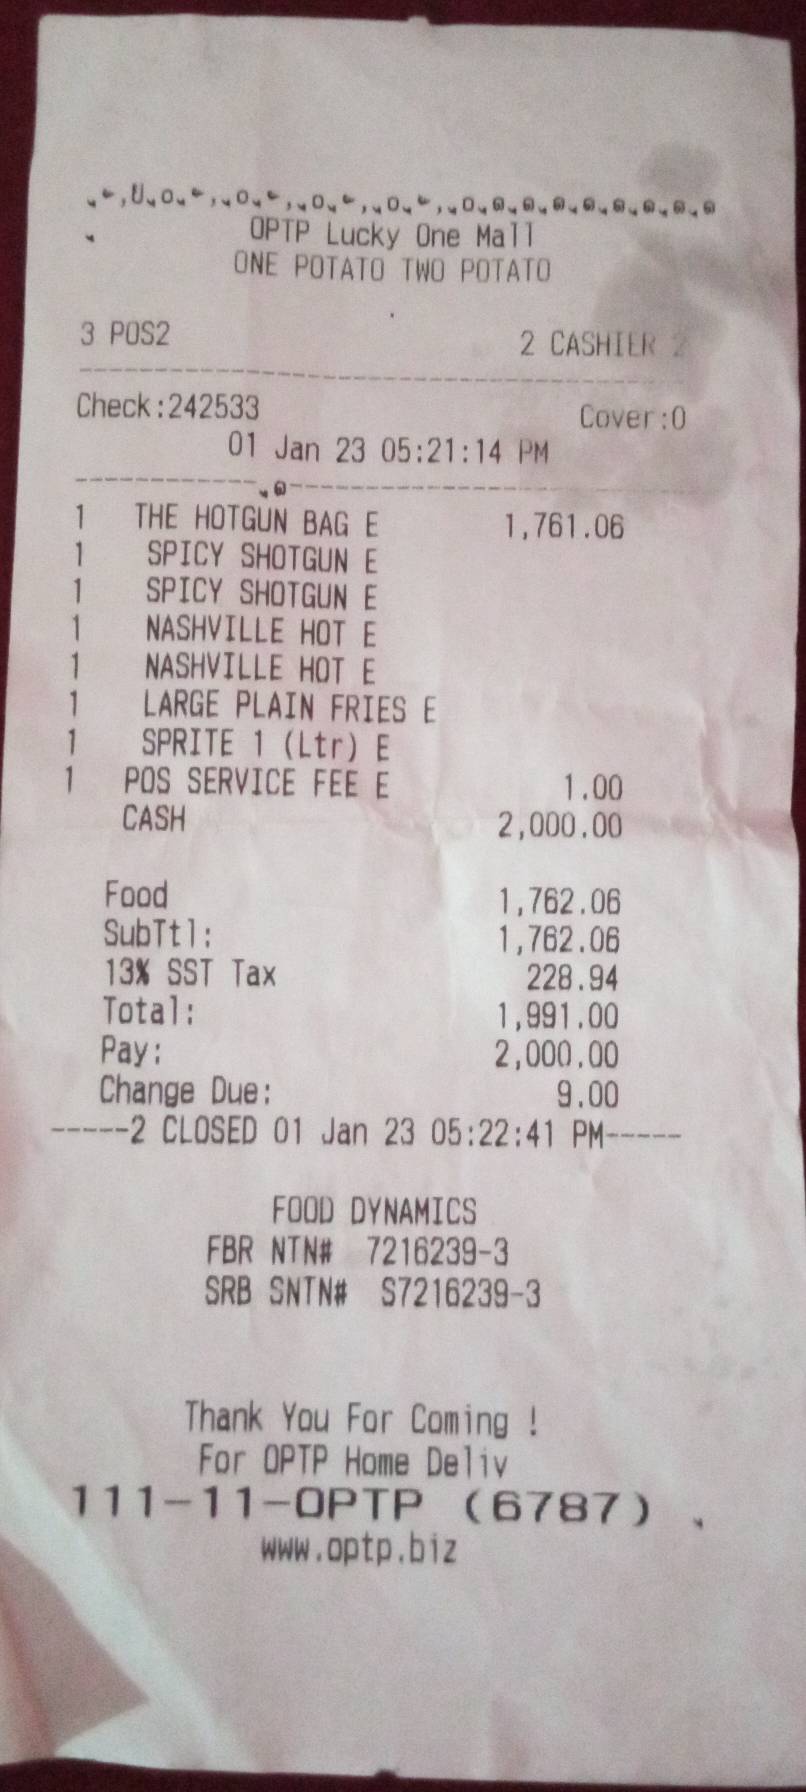 OPTP Lucky One Mall
ONE POTATO TWO POTATO
3 POS2 2 CASHIER 2
Check:242533 Cover:0
01 Jan 23 05:21:14 PM
1 THE HOTGUN BAG E 1,761.06
1 SPICY SHOTGUN E
1 SPICY SHOTGUN E
1 NASHVILLE HOT E
1 NASHVILLE HOT E
1 LARGE PLAIN FRIES E
1 SPRITE 1 (Ltr) E
1 POS SERVICE FEE E 1.00
CASH 2,000.00
Food 1,762.06
SubTtl: 1,762.06
13% SST Tax 228.94
Total: 1,991.00
Pay: 2,000.00
Change Due: 9.00
-----2 CLOSED 01 Jan 23 05:22:41 PM-----
FOOD DYNAMICS
FBR NTN# 7216239-3
SRB SNTN# S7216239-3
Thank You For Coming !
For OPTP Home Deliv
111-11-OPTP (6787)
www.optp.biz